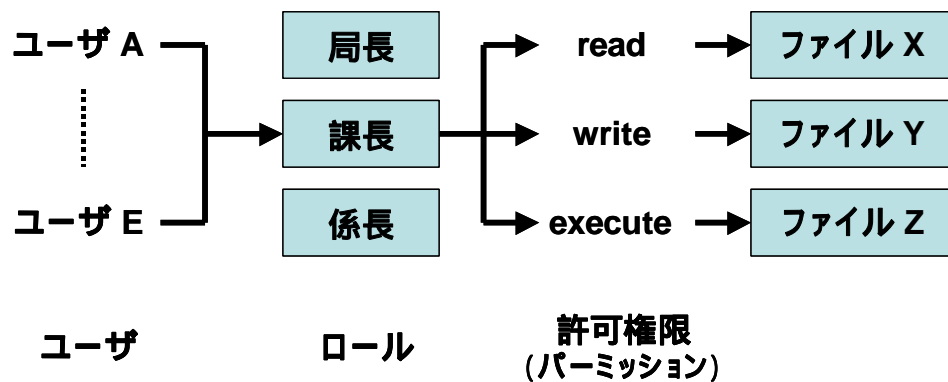 ユーザ A 局長 read ファイル X
課長 write ファイル Y
ユーザ E 係長 execute ファイル Z
ユーザ ロール 許可権限
(パーミッション)